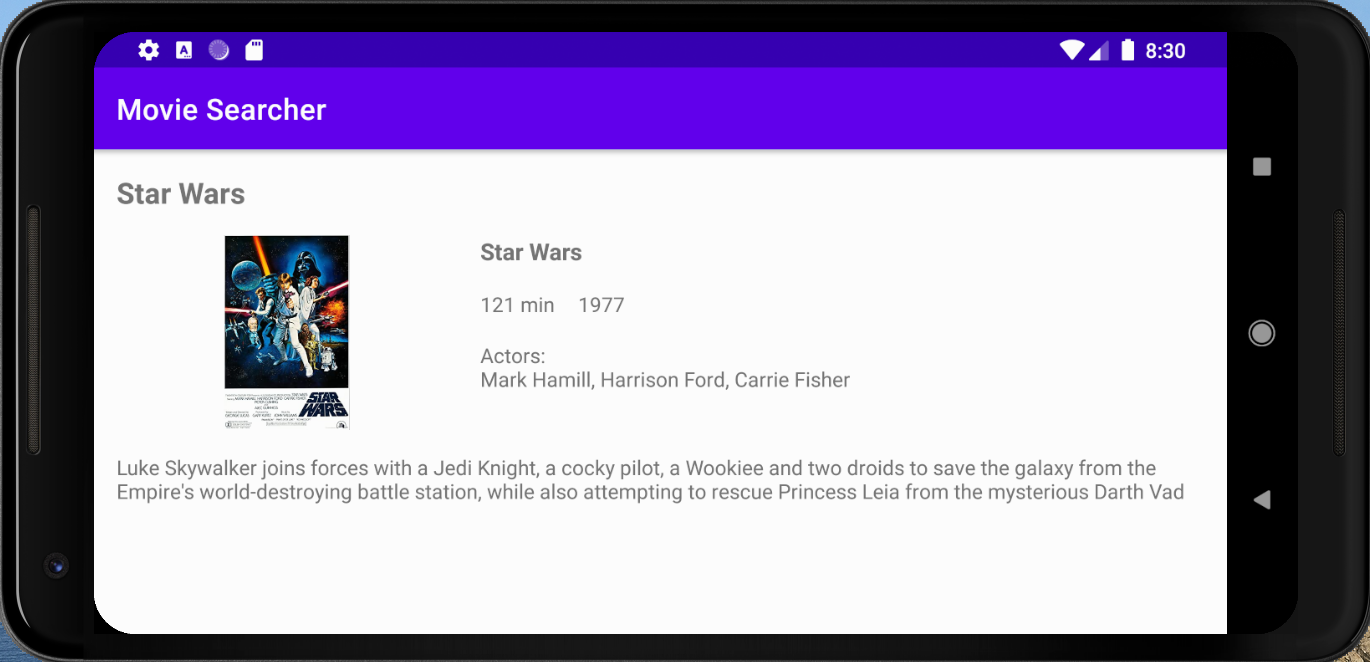 8:30
Movie Searcher
Star Wars
Star Wars
121 min 1977
Actors:
Mark Hamill, Harrison Ford, Carrie Fisher
STAR
WARS
Luke Skywalker joins forces with a Jedi Knight, a cocky pilot, a Wookiee and two droids to save the galaxy from the
Empire's world-destroying battle station, while also attempting to rescue Princess Leia from the mysterious Darth Vad